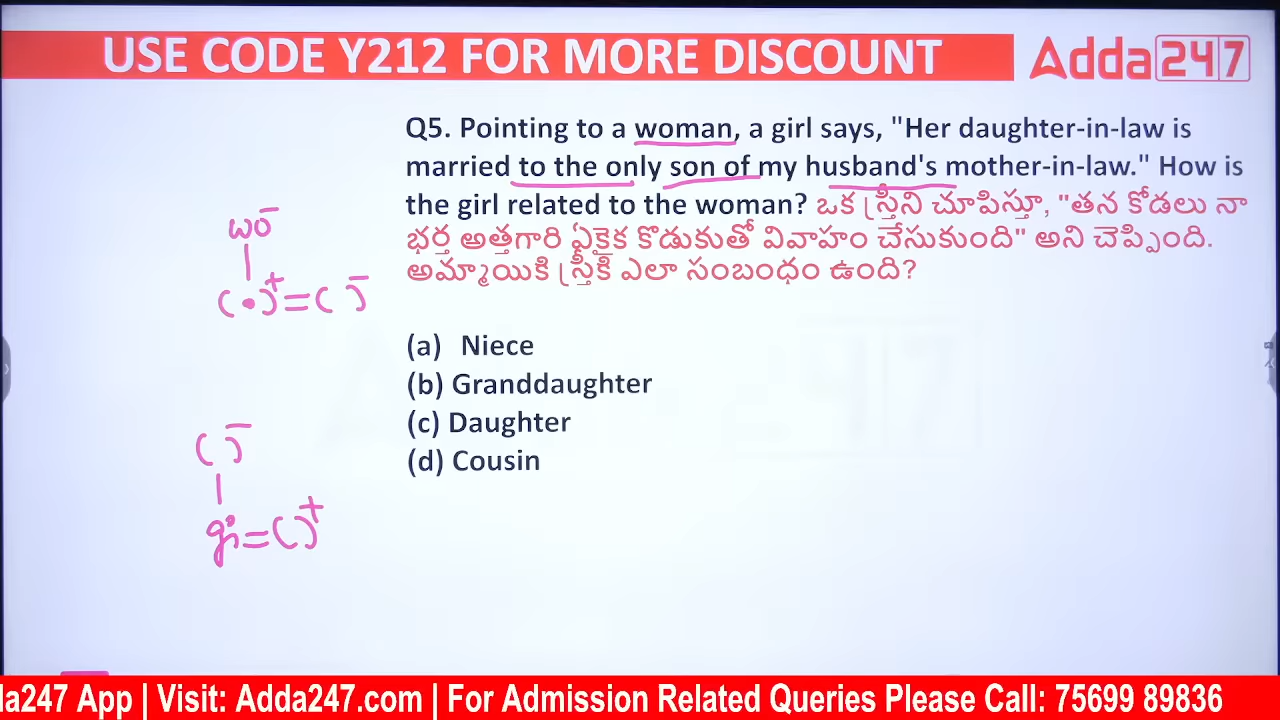 USE CODE Y212 FOR MORE DISCOUNT
Adda247
Q5. Pointing to a woman, a girl says, "Her daughter-in-law is
married to the only son of my husband's mother-in-law." How is
the girl related to the woman? ఒక స్త్రీని చూపిస్తూ, "తన కోడలు నా
భర్త అత్తగారి ఏకైక కొడుకుతో వివాహం చేసుకుంది" అని చెప్పింది.
అమ్మాయికి స్త్రీకి ఎలా సంబంధం ఉంది?
wo −
( • )+ = ( ) −
(a) Niece
(b) Granddaughter
(c) Daughter
(d) Cousin
( ) −
gi = ( )+
da247 App | Visit: Adda247.com | For Admission Related Queries Please Call: 75699 89836